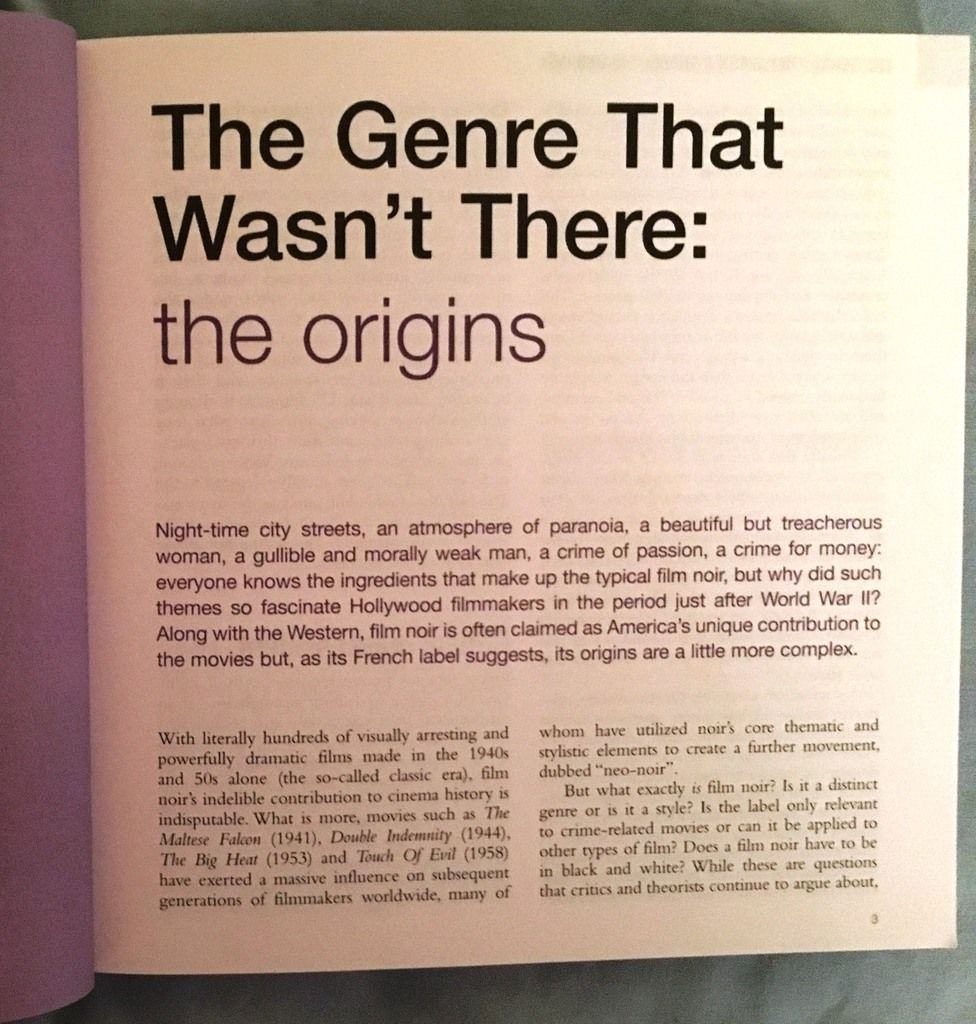 The Genre That
Wasn't There:
the origins
Night-time city streets, an atmosphere of paranoia, a beautiful but treacherous
woman, a gullible and morally weak man, a crime of passion, a crime for money:
everyone knows the ingredients that make up the typical film noir, but why did such
themes so fascinate Hollywood filmmakers in the period just after World War II?
Along with the Western, film noir is often claimed as America's unique contribution to
the movies but, as its French label suggests, its origins are a little more complex.
With literally hundreds of visually arresting and
powerfully dramatic films made in the 1940s
and 50s alone (the so-called classic era), film
noir's indelible contribution to cinema history is
indisputable. What is more, movies such as The
Maltese Falcon (1941), Double Indemnity (1944),
The Big Heat (1953) and Touch Of Evil (1958)
have exerted a massive influence on subsequent
generations of filmmakers worldwide, many of
whom have utilized noir's core thematic and
stylistic elements to create a further movement,
dubbed “neo-noir”.
But what exactly is film noir? Is it a distinct
genre or is it a style? Is the label only relevant
to crime-related movies or can it be applied to
other types of film? Does a film noir have to be
in black and white? While these are questions
that critics and theorists continue to argue about,
3